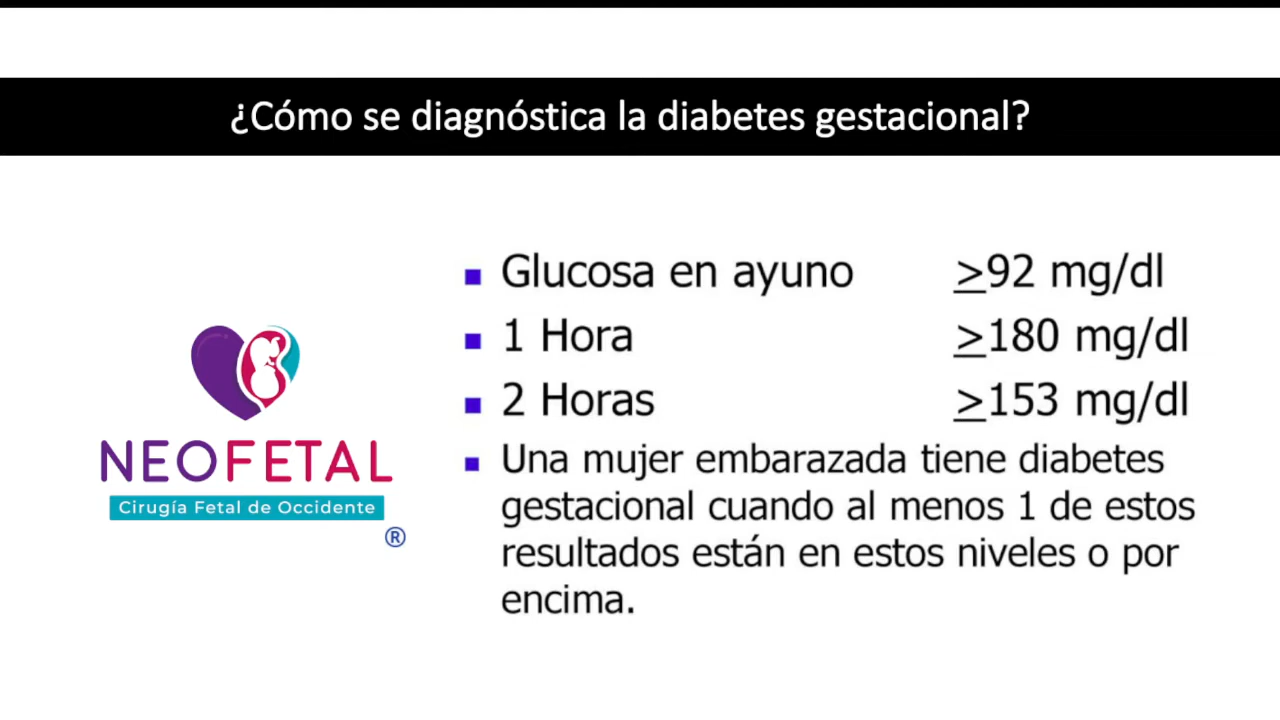 ¿Cómo se diagnóstica la diabetes gestacional?
Glucosa en ayuno >92 mg/dl
1 Hora >180 mg/dl
2 Horas >153 mg/dl
Una mujer embarazada tiene diabetes
gestacional cuando al menos 1 de estos
resultados están en estos niveles o por
encima.
NEOFETAL
Cirugía Fetal de Occidente
®